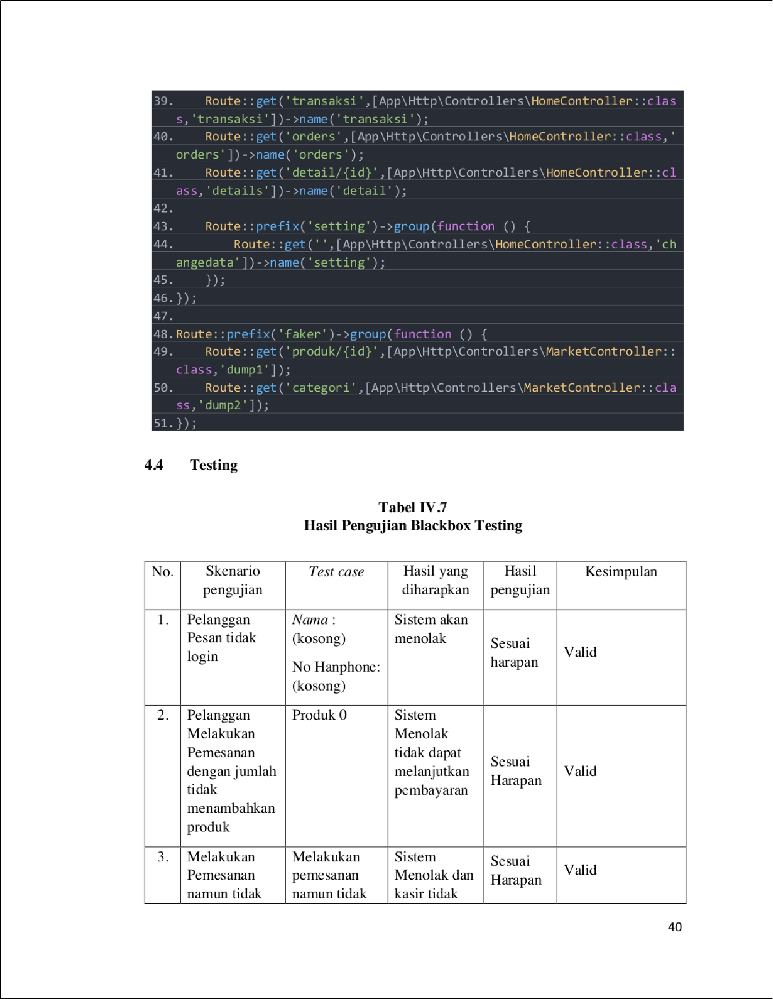 39.    Route::get('transaksi',[App\Http\Controllers\HomeController::clas
s,'transaksi'])->name('transaksi');
40.    Route::get('orders',[App\Http\Controllers\HomeController::class,'
orders'])->name('orders');
41.    Route::get('detail/{id}',[App\Http\Controllers\HomeController::cl
ass,'details'])->name('detail');
42.
43.    Route::prefix('setting')->group(function () {
44.        Route::get('',[App\Http\Controllers\HomeController::class,'ch
angedata'])->name('setting');
45.    });
46.});
47.
48.Route::prefix('faker')->group(function () {
49.    Route::get('produk/{id}',[App\Http\Controllers\MarketController::
class,'dump1']);
50.    Route::get('categori',[App\Http\Controllers\MarketController::cla
ss,'dump2']);
51.});
4.4 Testing
Tabel IV.7
Hasil Pengujian Blackbox Testing
No.
Skenario
pengujian
Test case
Hasil yang
diharapkan
Hasil
pengujian
Kesimpulan
1.
Pelanggan
Pesan tidak
login
Nama :
(kosong)
No Hanphone:
(kosong)
Sistem akan
menolak
Sesuai
harapan
Valid
2.
Pelanggan
Melakukan
Pemesanan
dengan jumlah
tidak
menambahkan
produk
Produk 0
Sistem
Menolak
tidak dapat
melanjutkan
pembayaran
Sesuai
Harapan
Valid
3.
Melakukan
Pemesanan
namun tidak
Melakukan
pemesanan
namun tidak
Sistem
Menolak dan
kasir tidak
Sesuai
Harapan
Valid
40